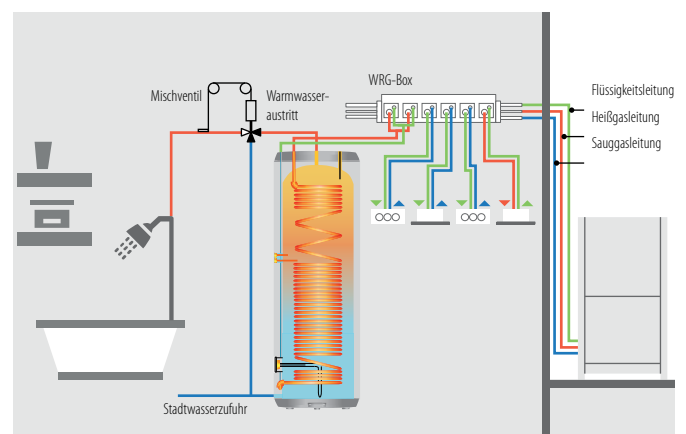 WRG-Box
Mischventil
Warmwasser-
austritt
Flüssigkeitsleitung
Heißgasleitung
Sauggasleitung
Stadtwasserzufuhr